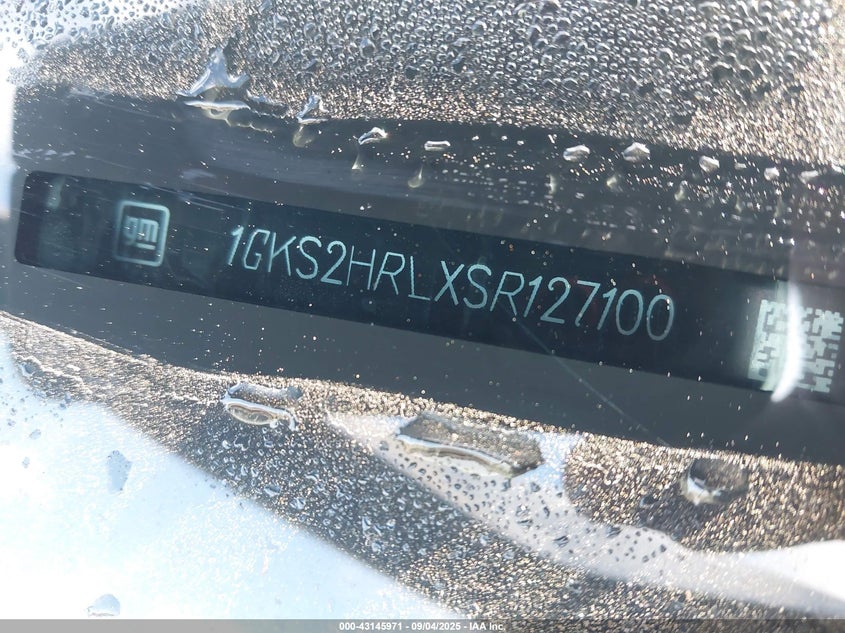 gm 1GKS2HRLXSR127100
000-43145971 - 09/04/2025 - IAA Inc.